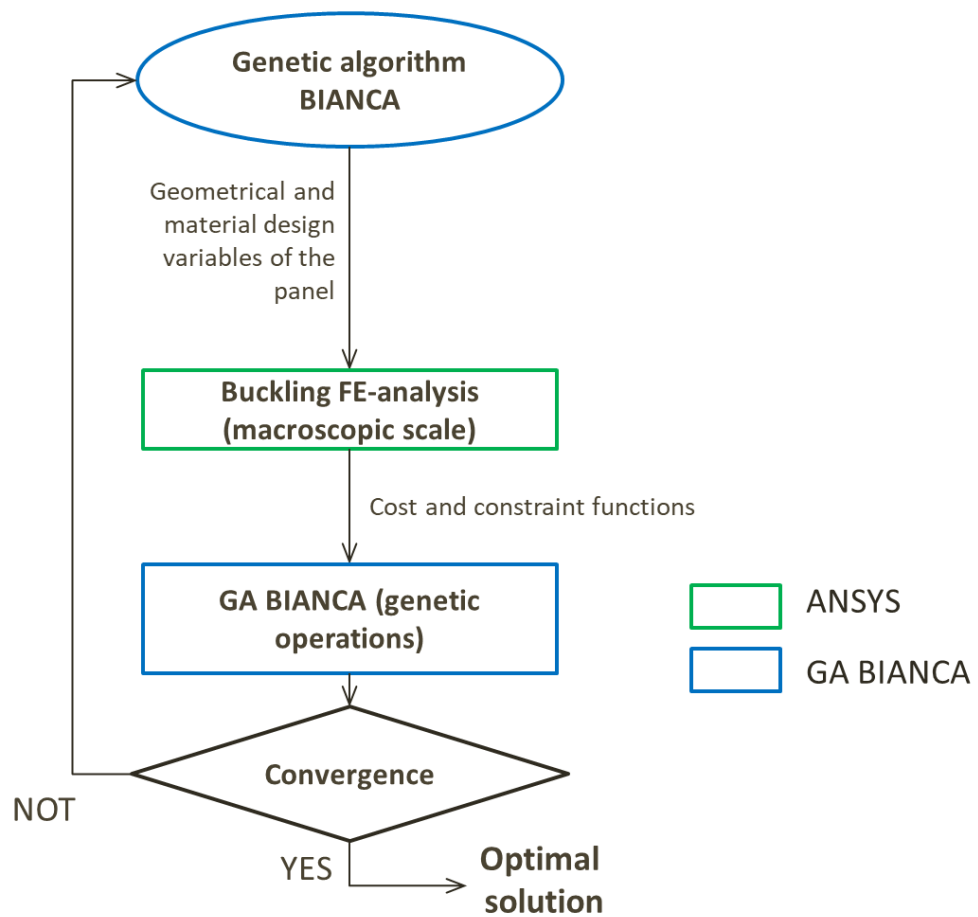 Genetic algorithm
BIANCA
Geometrical and
material design
variables of the
panel
Buckling FE-analysis
(macroscopic scale)
Cost and constraint functions
GA BIANCA (genetic
operations)
ANSYS
GA BIANCA
Convergence
NOT
YES
Optimal
solution